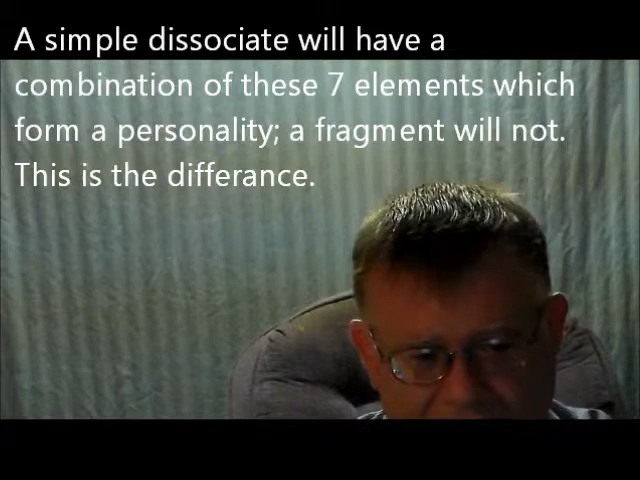 A simple dissociate will have a
combination of these 7 elements which
form a personality; a fragment will not.
This is the differance.